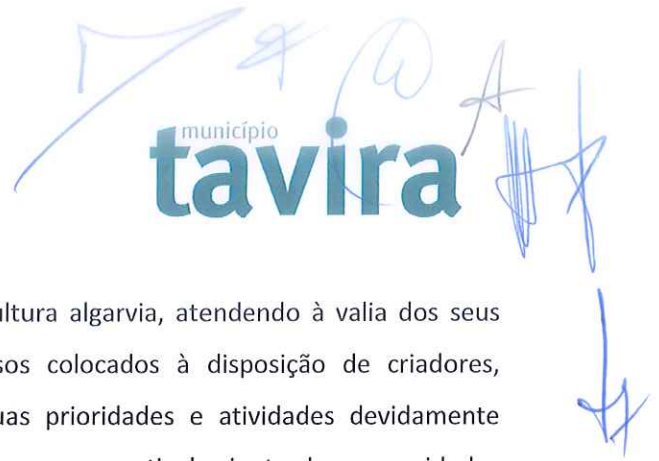 município
tavira
ultura algarvia, atendendo à valia dos seus
sos colocados à disposição de criadores,
uas prioridades e atividades devidamente